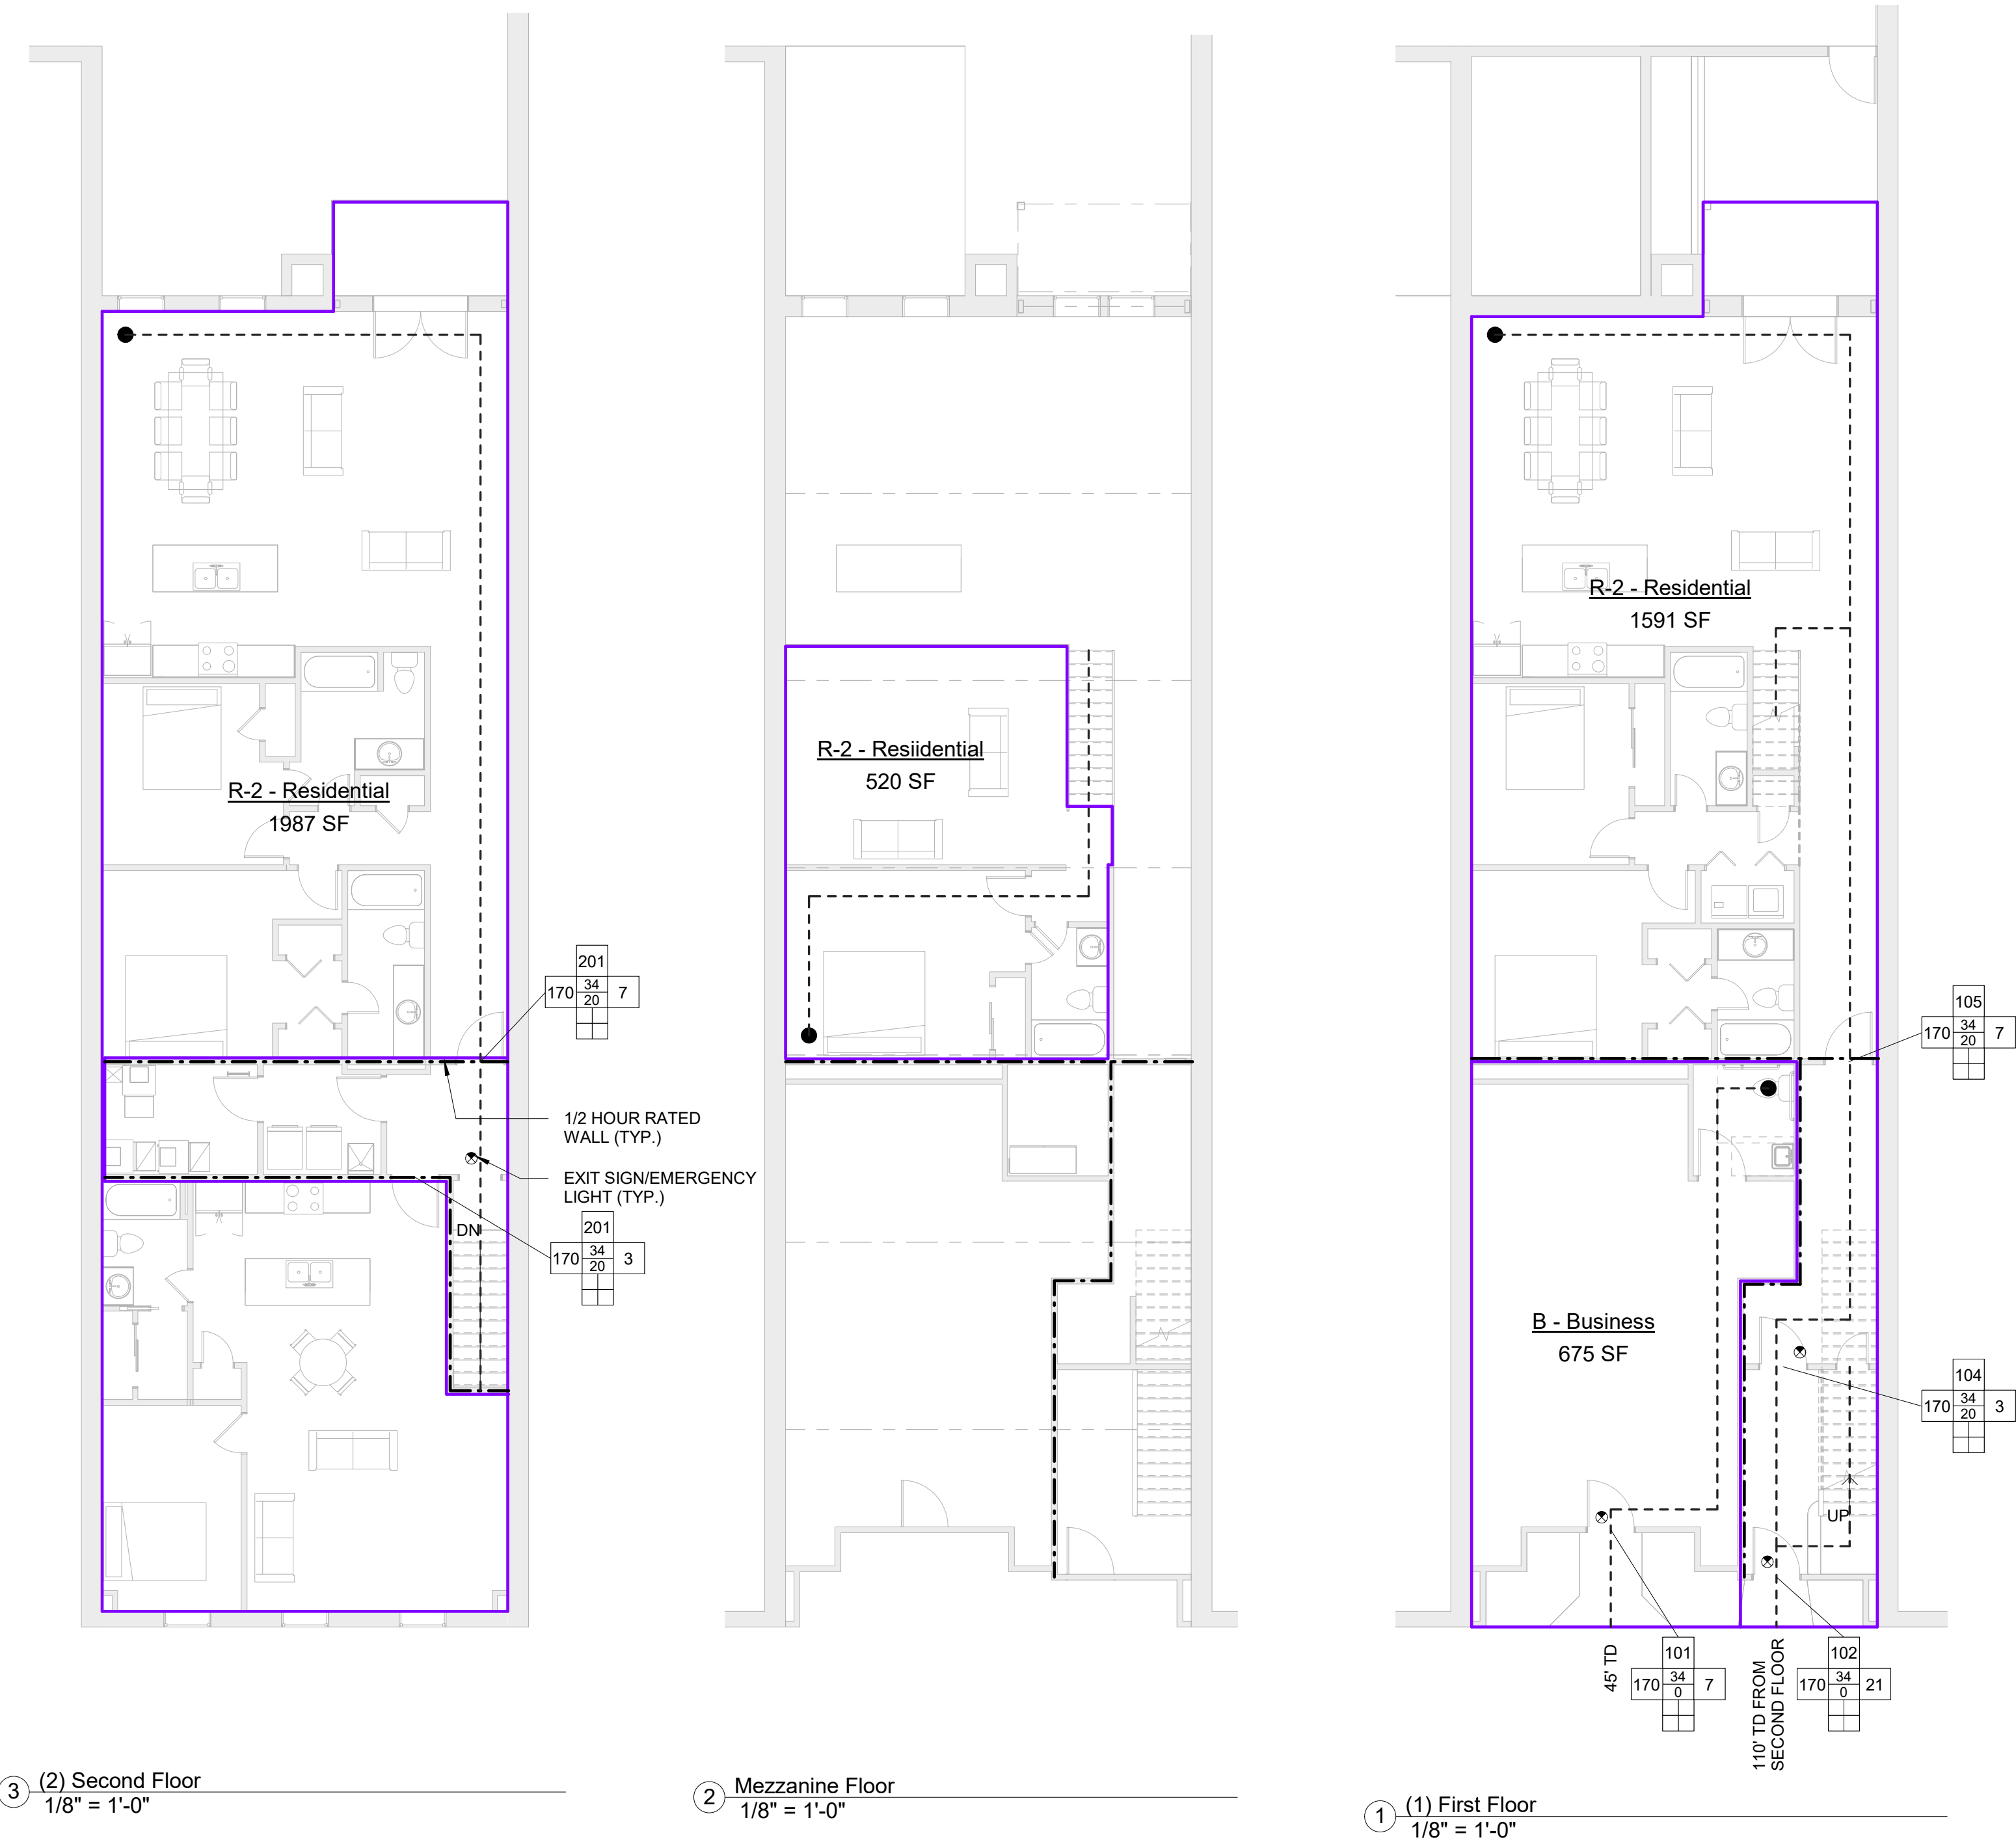 R-2 - Residential
1987 SF
201
170
34
20
7
1/2 HOUR RATED
WALL (TYP.)
EXIT SIGN/EMERGENCY
LIGHT (TYP.)
DN
201
170
34
20
3
3
(2) Second Floor
1/8" = 1'-0"
R-2 - Resiidential
520 SF
2
Mezzanine Floor
1/8" = 1'-0"
R-2 - Residential
1591 SF
105
170
34
20
7
B - Business
675 SF
104
170
34
20
3
UP
45' TD
101
170
34
0
7
110' TD FROM
SECOND FLOOR
102
170
34
0
21
1
(1) First Floor
1/8" = 1'-0"